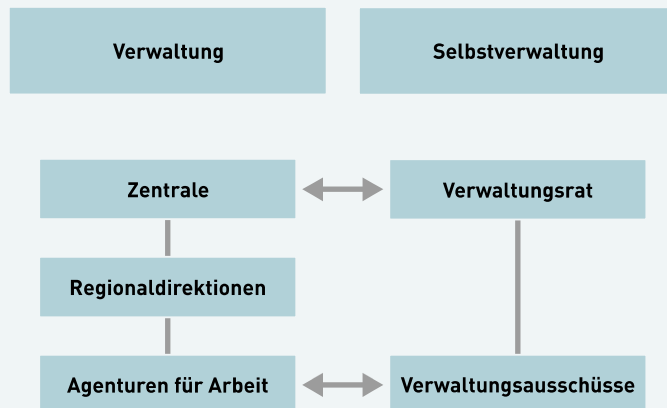 Verwaltung
Selbstverwaltung
Zentrale
Verwaltungsrat
Regionaldirektionen
Agenturen für Arbeit
Verwaltungsausschüsse